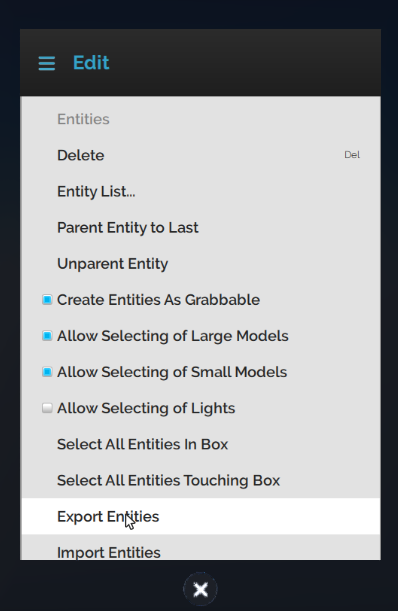 Edit
Entities
Delete Del
Entity List...
Parent Entity to Last
Unparent Entity
Create Entities As Grabbable
Allow Selecting of Large Models
Allow Selecting of Small Models
Allow Selecting of Lights
Select All Entities In Box
Select All Entities Touching Box
Export Entities
Import Entities